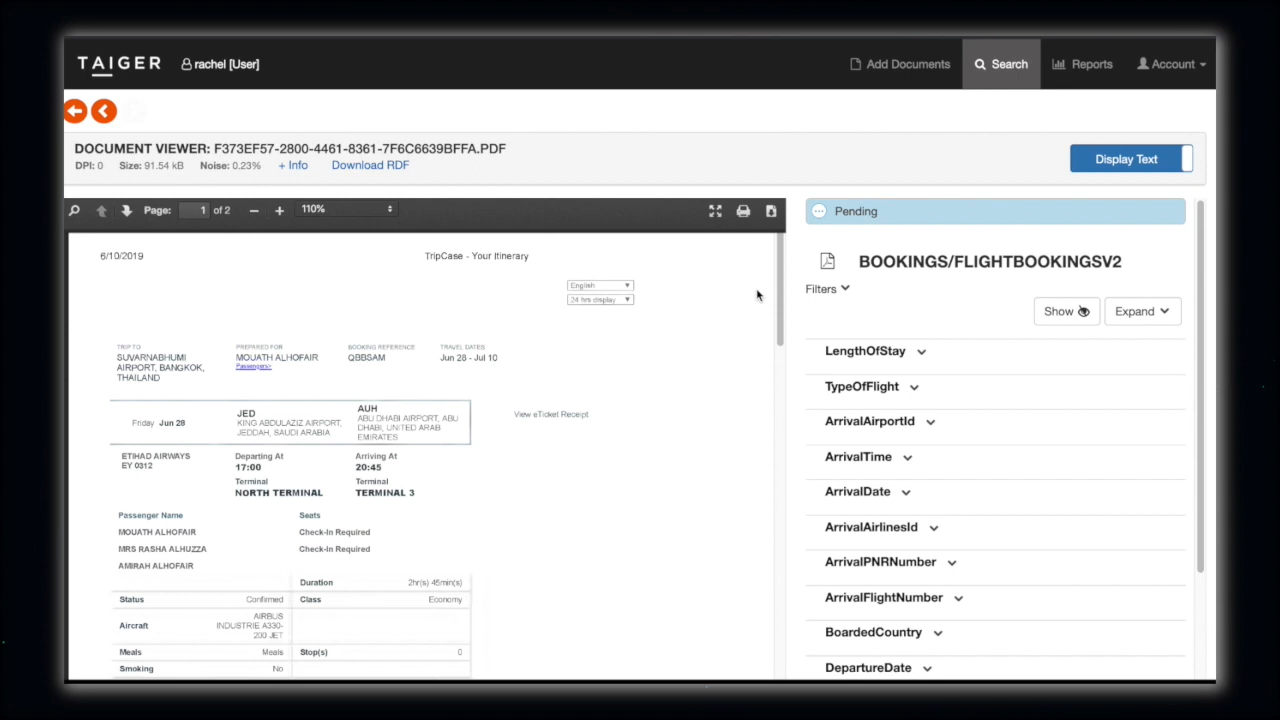 TAIGER
rachel [User]
Add Documents
Search
Reports
Account
DOCUMENT VIEWER: F373EF57-2800-4461-8361-7F6C6639BFFA.PDF
DPI: 0 Size: 91.54 kB Noise: 0.23% + Info Download RDF
Display Text
Page: 1 of 2 110%
6/10/2019 TripCase - Your Itinerary
English
24 hrs display
TRIP TO PREPARED FOR BOOKING REFERENCE TRAVEL DATES
SUVARNABHUMI MOUATH ALHOFAIR QBBSAM Jun 28 - Jul 10
AIRPORT, BANGKOK, Passengers>
THAILAND
Friday Jun 28
JED
KING ABDULAZIZ AIRPORT,
JEDDAH, SAUDI ARABIA
AUH
ABU DHABI AIRPORT, ABU
DHABI, UNITED ARAB
EMIRATES
View eTicket Receipt
ETIHAD AIRWAYS
EY 0312
Departing At Arriving At
17:00 20:45
Terminal Terminal
NORTH TERMINAL TERMINAL 3
Passenger Name Seats
MOUATH ALHOFAIR Check-In Required
MRS RASHA ALHUZZA Check-In Required
AMIRAH ALHOFAIR
Duration 2hr(s) 45min(s)
Status Confirmed Class Economy
Aircraft
AIRBUS
INDUSTRIE A330-
200 JET
Meals Meals Stop(s) 0
Smoking No
Pending
BOOKINGS/FLIGHTBOOKINGSV2
Filters
Show Expand
LengthOfStay
TypeOfFlight
ArrivalAirportId
ArrivalTime
ArrivalDate
ArrivalAirlinesId
ArrivalPNRNumber
ArrivalFlightNumber
BoardedCountry
DepartureDate